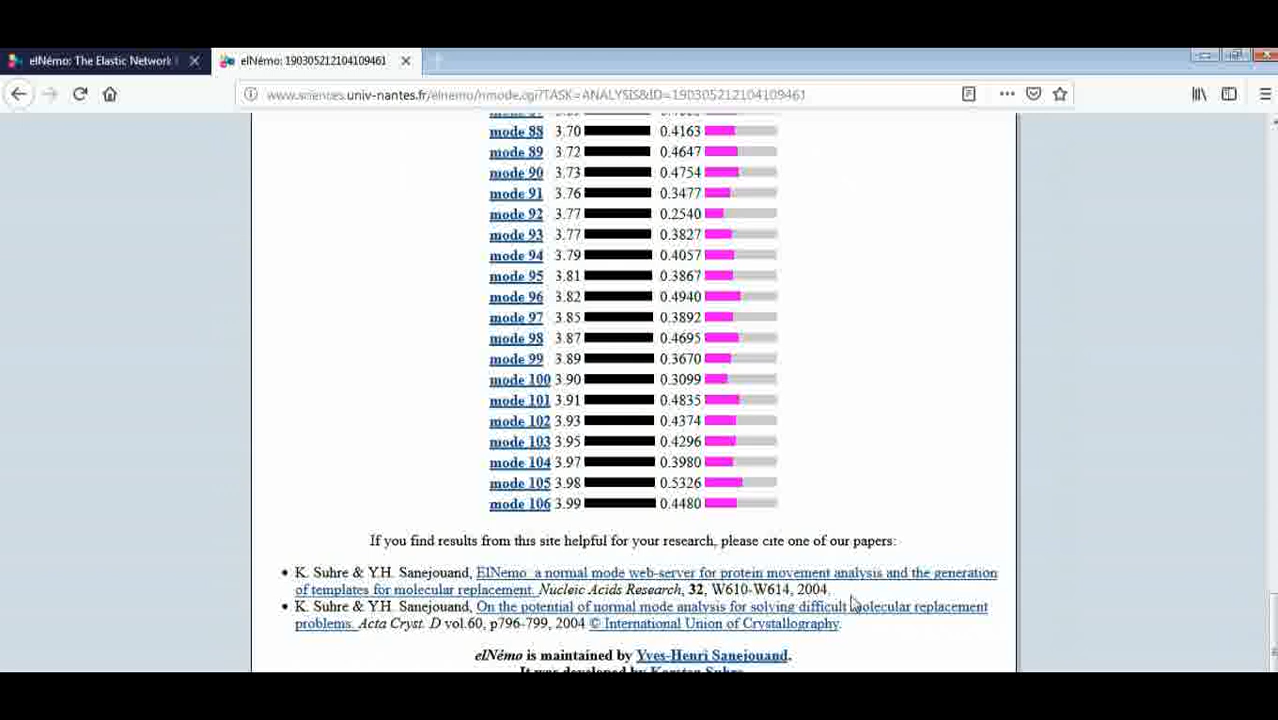 elNémo: The Elastic Network
elNémo: 190305212104109461
www.sciences.univ-nantes.fr/elnemo/nmode.cgi?TASK=ANALYSIS&ID=190305212104109461
mode 88 3.70 0.4163
mode 89 3.72 0.4647
mode 90 3.73 0.4754
mode 91 3.76 0.3477
mode 92 3.77 0.2540
mode 93 3.77 0.3827
mode 94 3.79 0.4057
mode 95 3.81 0.3867
mode 96 3.82 0.4940
mode 97 3.85 0.3892
mode 98 3.87 0.4695
mode 99 3.89 0.3670
mode 100 3.90 0.3099
mode 101 3.91 0.4835
mode 102 3.93 0.4374
mode 103 3.95 0.4296
mode 104 3.97 0.3980
mode 105 3.98 0.5326
mode 106 3.99 0.4480
If you find results from this site helpful for your research, please cite one of our papers:
• K. Suhre & Y.H. Sanejouand, ElNemo a normal mode web-server for protein movement analysis and the generation
of templates for molecular replacement. Nucleic Acids Research, 32, W610-W614, 2004.
• K. Suhre & Y.H. Sanejouand, On the potential of normal mode analysis for solving difficult molecular replacement
problems. Acta Cryst. D vol.60, p796-799, 2004 © International Union of Crystallography.
elNémo is maintained by Yves-Henri Sanejouand.
It was developed by Karsten Suhre.